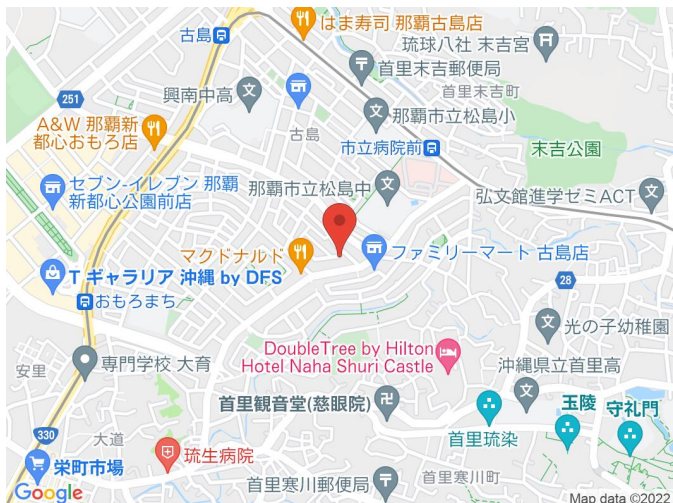 はま寿司 那覇古島店
古島
琉球八社 末吉宮
首里末吉郵便局
首里末吉町
興南中高
251
那覇市立松島小
A&W 那覇新
都心おもろ店
古島
市立病院前
末吉公園
セブン-イレブン 那覇
新都心公園前店
那覇市立松島中
弘文館進学ゼミACT
マクドナルド
ファミリーマート 古島店
T ギャラリア 沖縄 by DFS
おもろまち
28
光の子幼稚園
安里
専門学校 大育
DoubleTree by Hilton
Hotel Naha Shuri Castle
沖縄県立首里高
首里観音堂(慈眼院)
玉陵
守礼門
330
大道
首里琉染
栄町市場
琉生病院
首里寒川町
首里寒川郵便局
Google
Map data ©2022